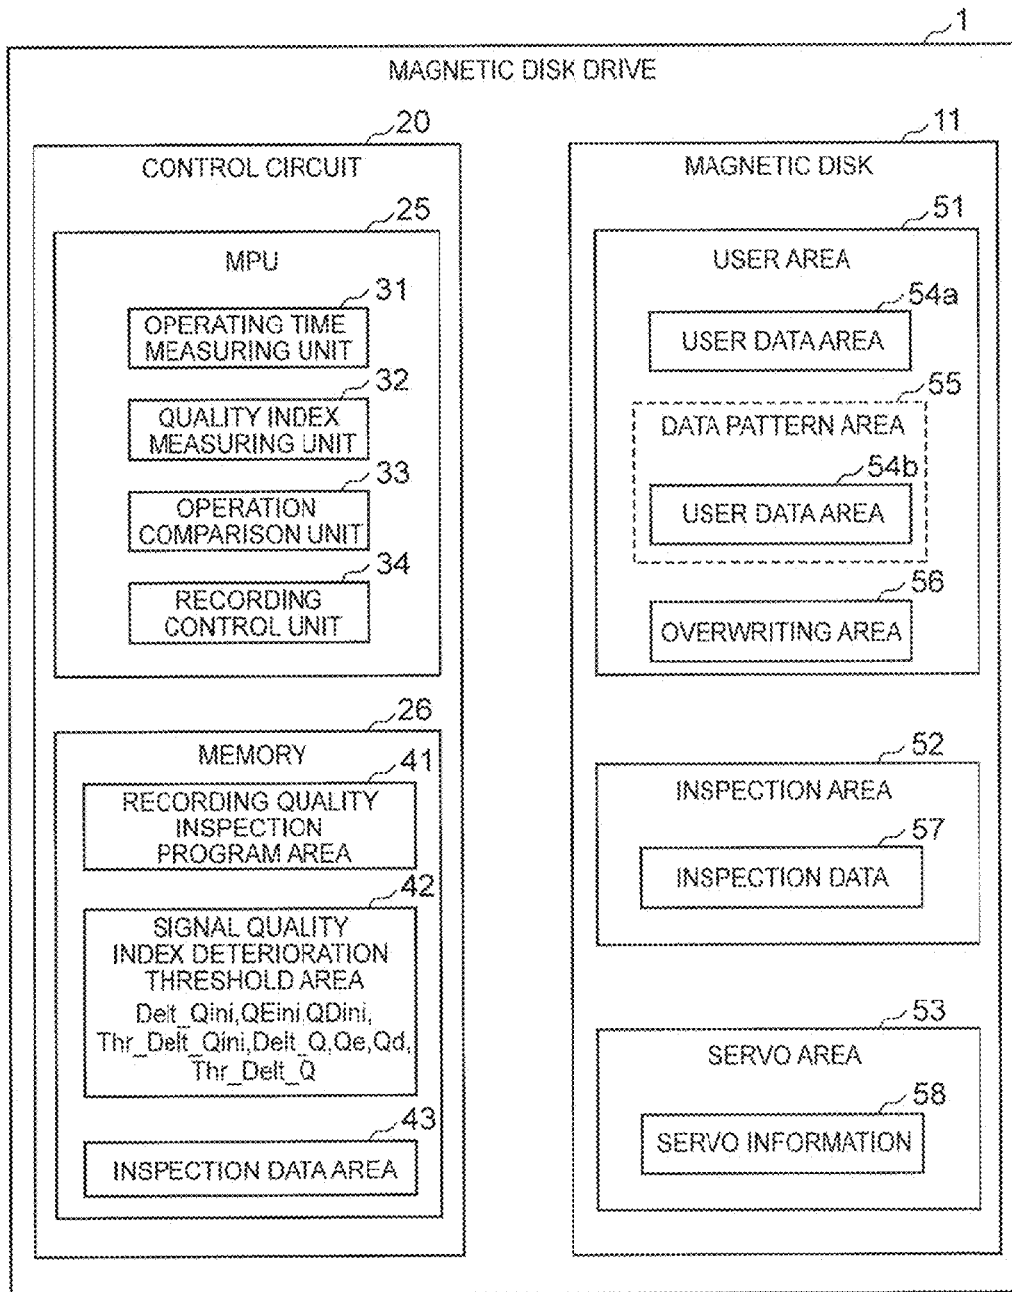 1
MAGNETIC DISK DRIVE
20
CONTROL CIRCUIT
25
MPU
31
OPERATING TIME
MEASURING UNIT
32
QUALITY INDEX
MEASURING UNIT
33
OPERATION
COMPARISON UNIT
34
RECORDING
CONTROL UNIT
26
MEMORY
41
RECORDING QUALITY
INSPECTION
PROGRAM AREA
42
SIGNAL QUALITY
INDEX DETERIORATION
THRESHOLD AREA
Delt_Qini,QEini,QDini,
Thr_Delt_Qini,Delt_Q,Qe,Qd,
Thr_Delt_Q
43
INSPECTION DATA AREA
11
MAGNETIC DISK
51
USER AREA
54a
USER DATA AREA
55
DATA PATTERN AREA
54b
USER DATA AREA
56
OVERWRITING AREA
52
INSPECTION AREA
57
INSPECTION DATA
53
SERVO AREA
58
SERVO INFORMATION